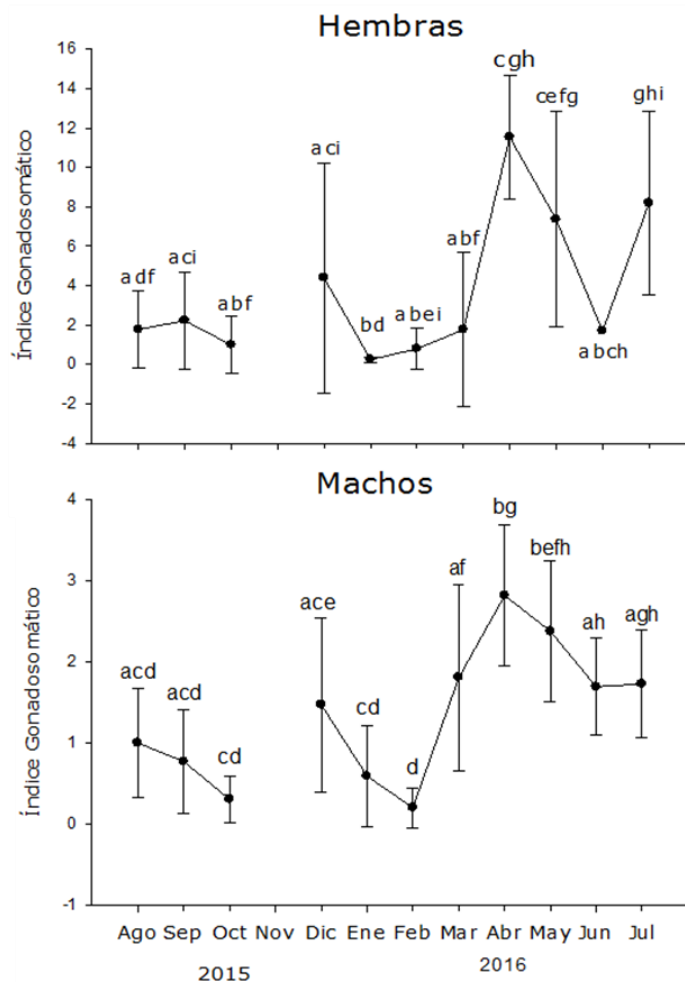 Hembras
Índice Gonadosomático
16
14
12
10
8
6
4
2
0
-2
-4
adf
aci
abf
aci
bd
abei
abf
cgh
cefg
abch
ghi
Machos
Índice Gonadosomático
4
3
2
1
0
-1
acd
acd
cd
ace
cd
d
af
bg
befh
ah
agh
Ago Sep Oct Nov Dic Ene Feb Mar Abr May Jun Jul
2015 2016